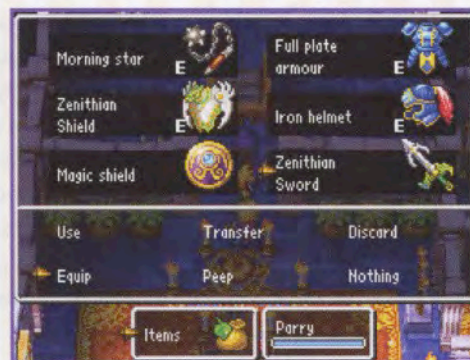 Morning star E
Full plate
armour E
Zenithian
Shield E
Iron helmet E
Magic shield
Zenithian
Sword
Use Transfer Discard
Equip Peep Nothing
Items Parry